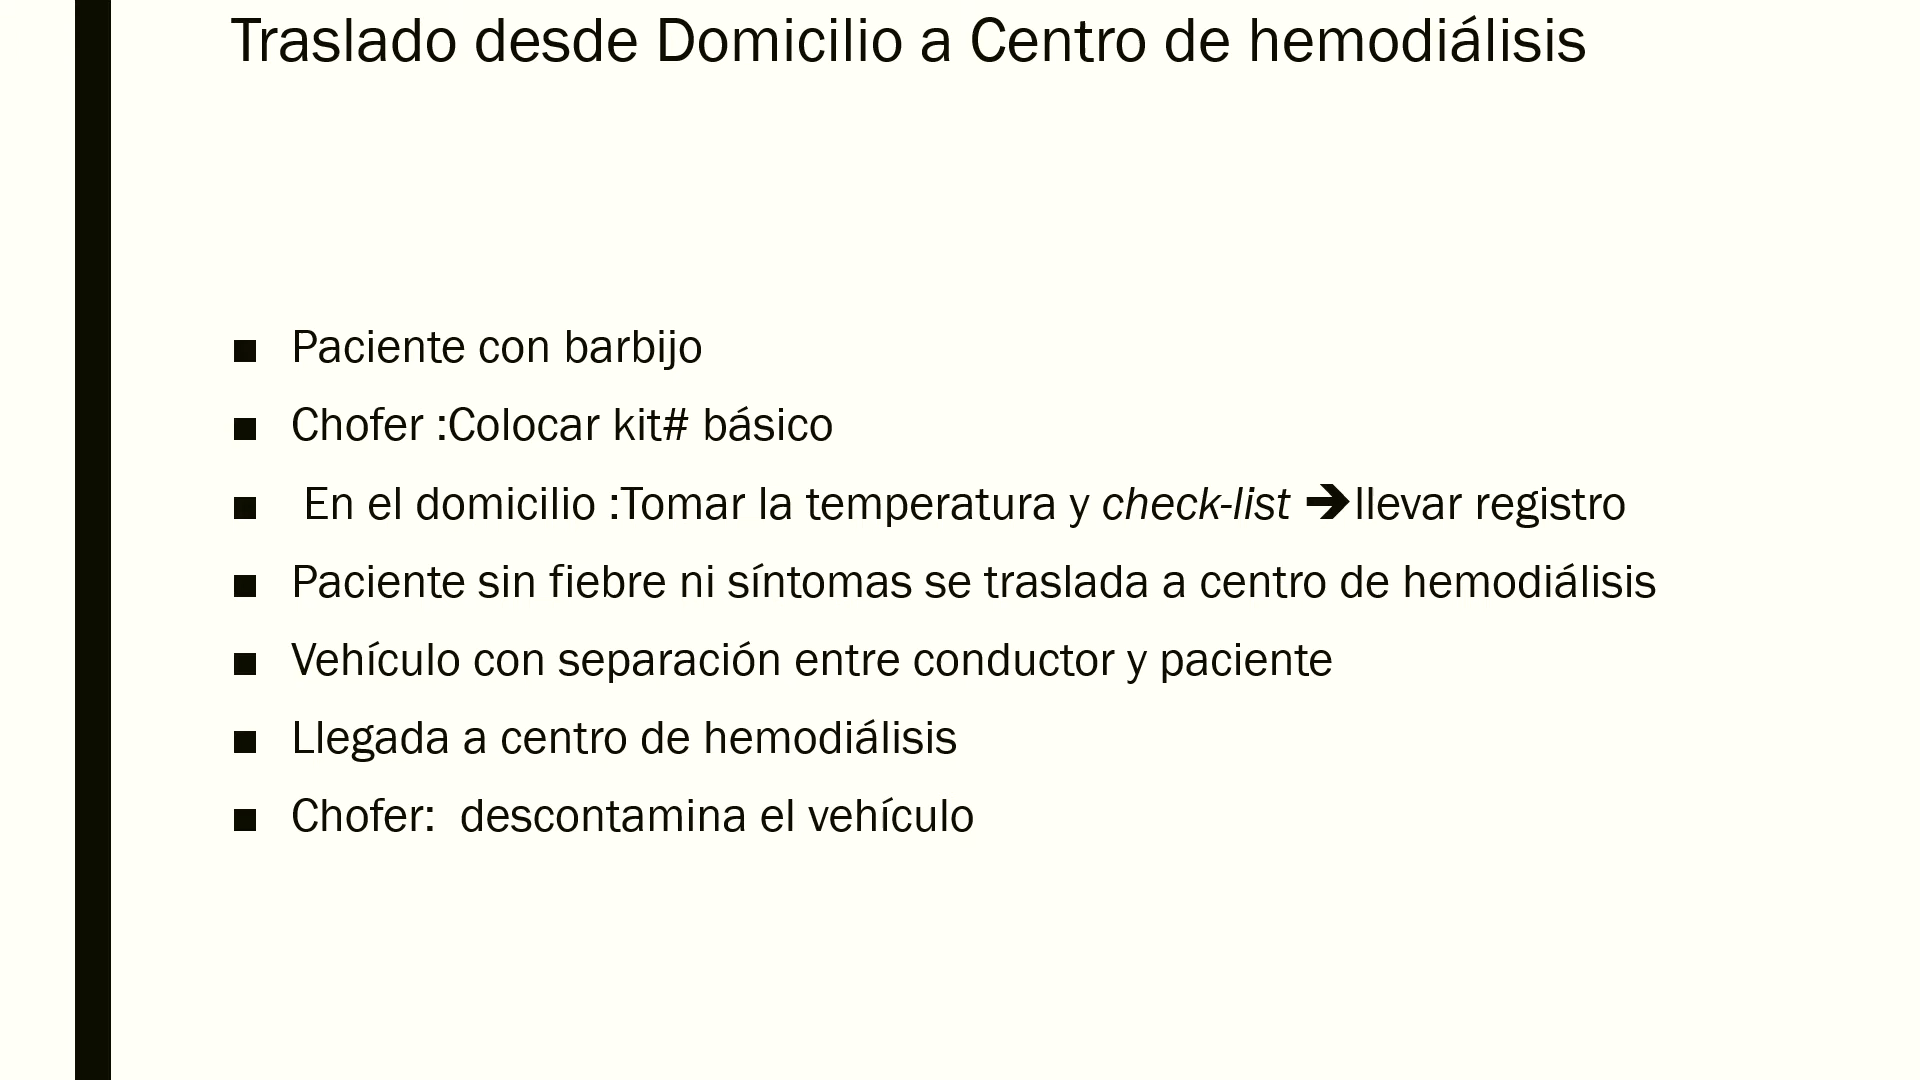 Traslado desde Domicilio a Centro de hemodiálisis
■ Paciente con barbijo
■ Chofer :Colocar kit# básico
■ En el domicilio :Tomar la temperatura y check-list ➔llevar registro
■ Paciente sin fiebre ni síntomas se traslada a centro de hemodiálisis
■ Vehículo con separación entre conductor y paciente
■ Llegada a centro de hemodiálisis
■ Chofer:  descontamina el vehículo